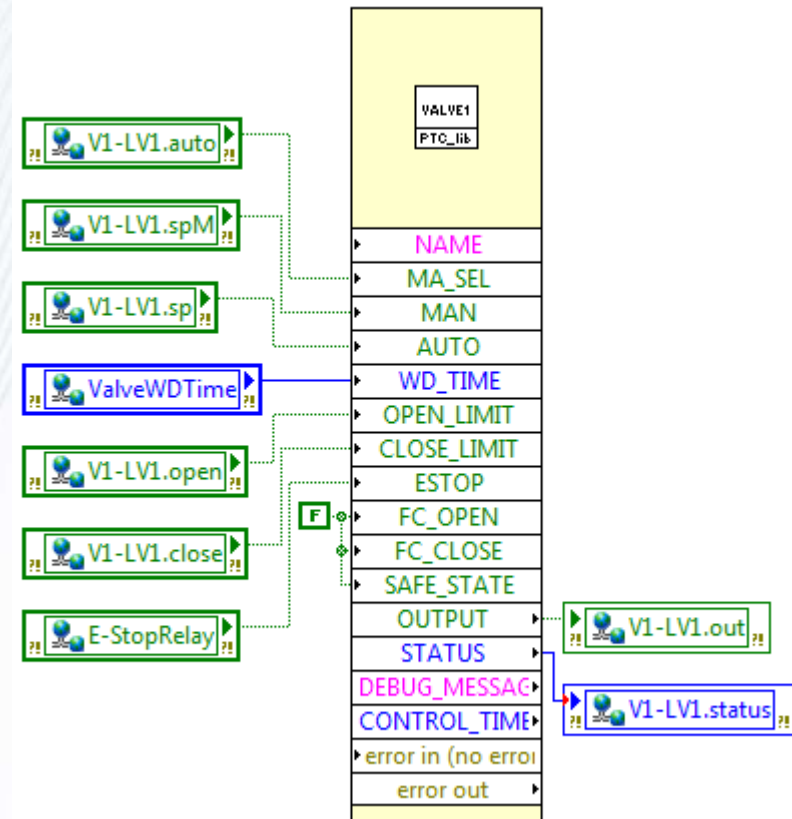 VALVE1
PTC_lib
V1-LV1.auto
V1-LV1.spM
V1-LV1.sp
ValveWDTime
V1-LV1.open
V1-LV1.close
E-StopRelay
F
NAME
MA_SEL
MAN
AUTO
WD_TIME
OPEN_LIMIT
CLOSE_LIMIT
ESTOP
FC_OPEN
FC_CLOSE
SAFE_STATE
OUTPUT
STATUS
DEBUG_MESSAG
CONTROL_TIME
error in (no erro
error out
V1-LV1.out
V1-LV1.status